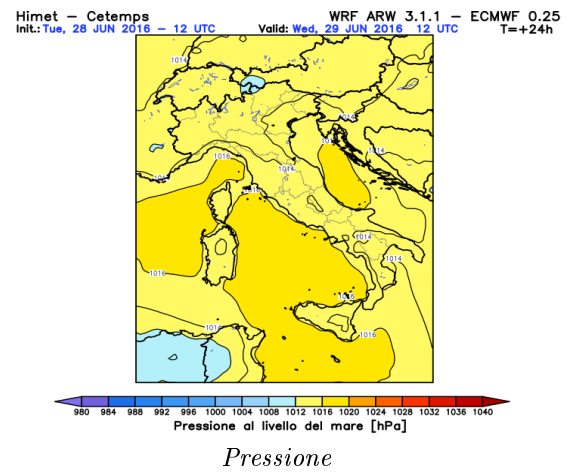 Himet – Cetemps WRF ARW 3.1.1 – ECMWF 0.25
Init.: Tue, 28 JUN 2016 – 12 UTC Valid: Wed, 29 JUN 2016 12 UTC T=+24h
1014
1014
1014
1016
1014
1016
1014
1014
1016
1016
1016
1016
980 984 988 992 996 1000 1004 1008 1012 1016 1020 1024 1028 1032 1036 1040
Pressione al livello del mare [hPa]
Pressione